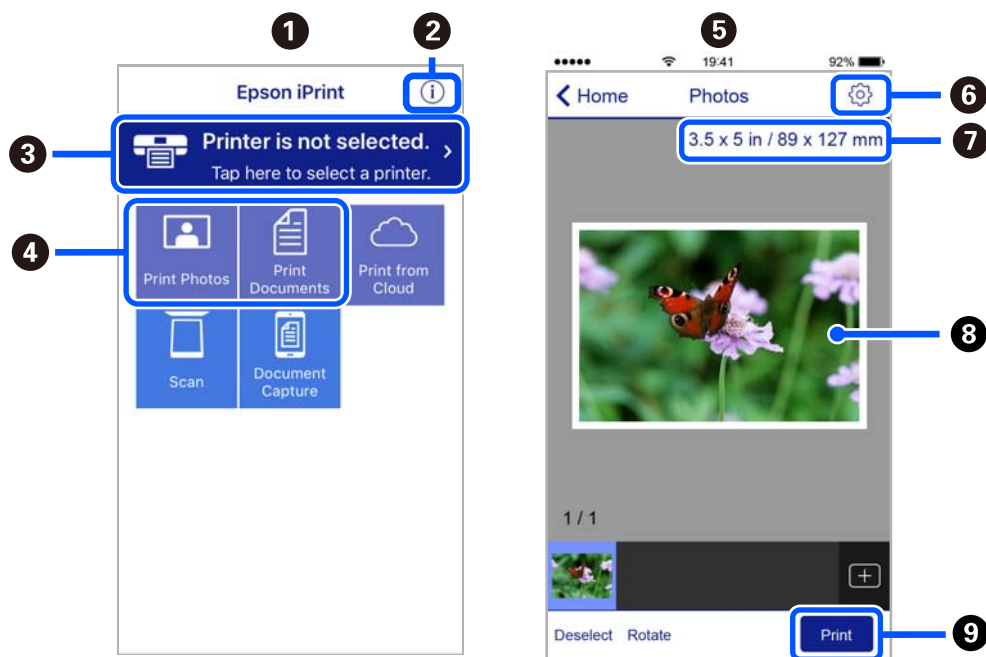 1
2
Epson iPrint
i
3
Printer is not selected.
Tap here to select a printer.
4
Print Photos
Print
Documents
Print from
Cloud
Scan
Document
Capture
5
19:41
92%
Home
Photos
6
3.5 x 5 in / 89 x 127 mm
7
8
1 / 1
Deselect
Rotate
Print
9